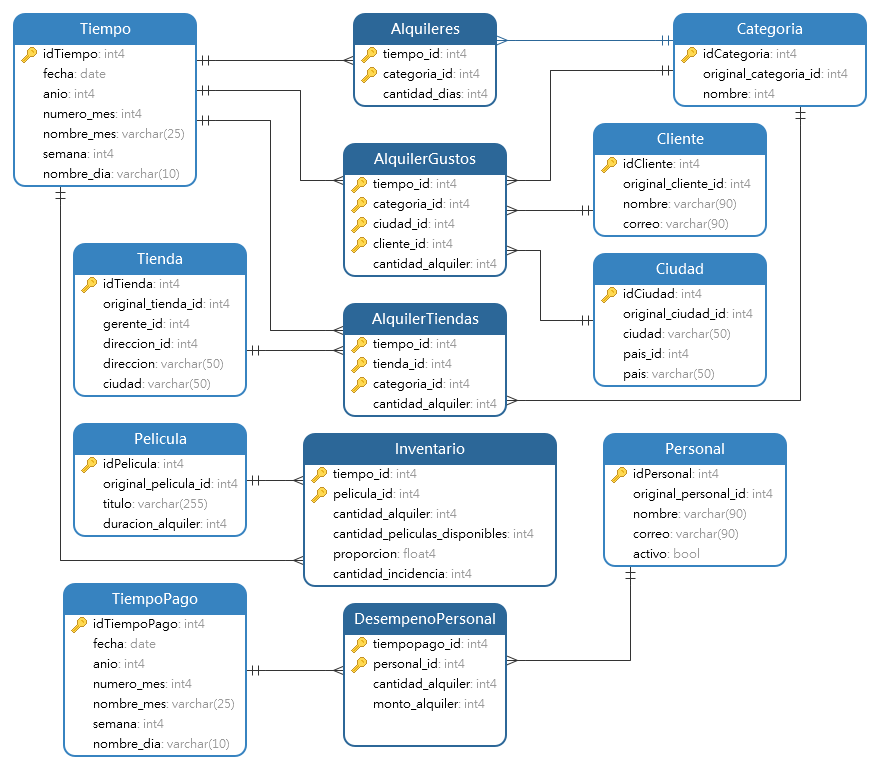 Tiempo
idTiempo: int4
fecha: date
anio: int4
numero_mes: int4
nombre_mes: varchar(25)
semana: int4
nombre_dia: varchar(10)
Alquileres
tiempo_id: int4
categoria_id: int4
cantidad_dias: int4
Categoria
idCategoria: int4
original_categoria_id: int4
nombre: int4
AlquilerGustos
tiempo_id: int4
categoria_id: int4
ciudad_id: int4
cliente_id: int4
cantidad_alquiler: int4
Cliente
idCliente: int4
original_cliente_id: int4
nombre: varchar(90)
correo: varchar(90)
Tienda
idTienda: int4
original_tienda_id: int4
gerente_id: int4
direccion_id: int4
direccion: varchar(50)
ciudad: varchar(50)
Ciudad
idCiudad: int4
original_ciudad_id: int4
ciudad: varchar(50)
pais_id: int4
pais: varchar(50)
AlquilerTiendas
tiempo_id: int4
tienda_id: int4
categoria_id: int4
cantidad_alquiler: int4
Pelicula
idPelicula: int4
original_pelicula_id: int4
titulo: varchar(255)
duracion_alquiler: int4
Inventario
tiempo_id: int4
pelicula_id: int4
cantidad_alquiler: int4
cantidad_peliculas_disponibles: int4
proporcion: float4
cantidad_incidencia: int4
Personal
idPersonal: int4
original_personal_id: int4
nombre: varchar(90)
correo: varchar(90)
activo: bool
TiempoPago
idTiempoPago: int4
fecha: date
anio: int4
numero_mes: int4
nombre_mes: varchar(25)
semana: int4
nombre_dia: varchar(10)
DesempenoPersonal
tiempopago_id: int4
personal_id: int4
cantidad_alquiler: int4
monto_alquiler: int4